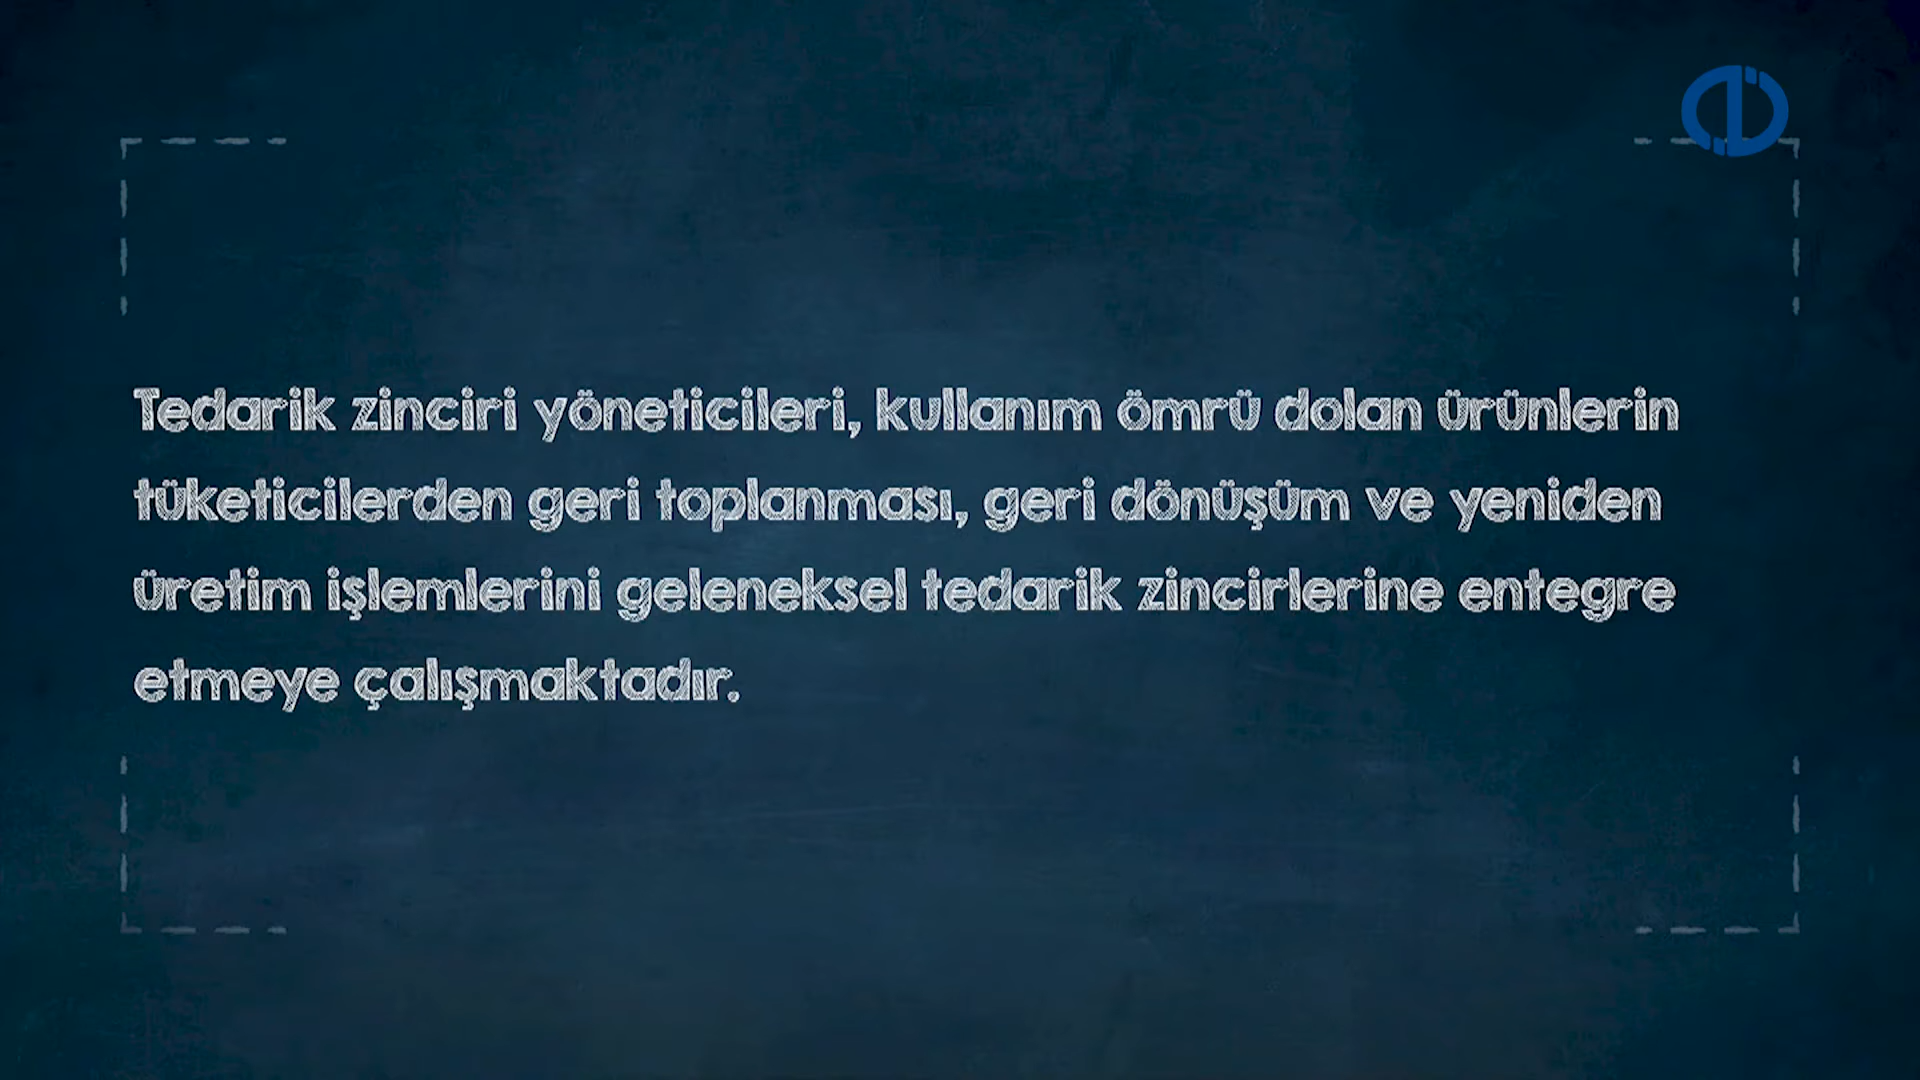 Tedarik zinciri yöneticileri, kullanım ömrü dolan ürünlerin
tüketicilerden geri toplanması, geri dönüşüm ve yeniden
üretim işlemlerini geleneksel tedarik zincirlerine entegre
etmeye çalışmaktadır.